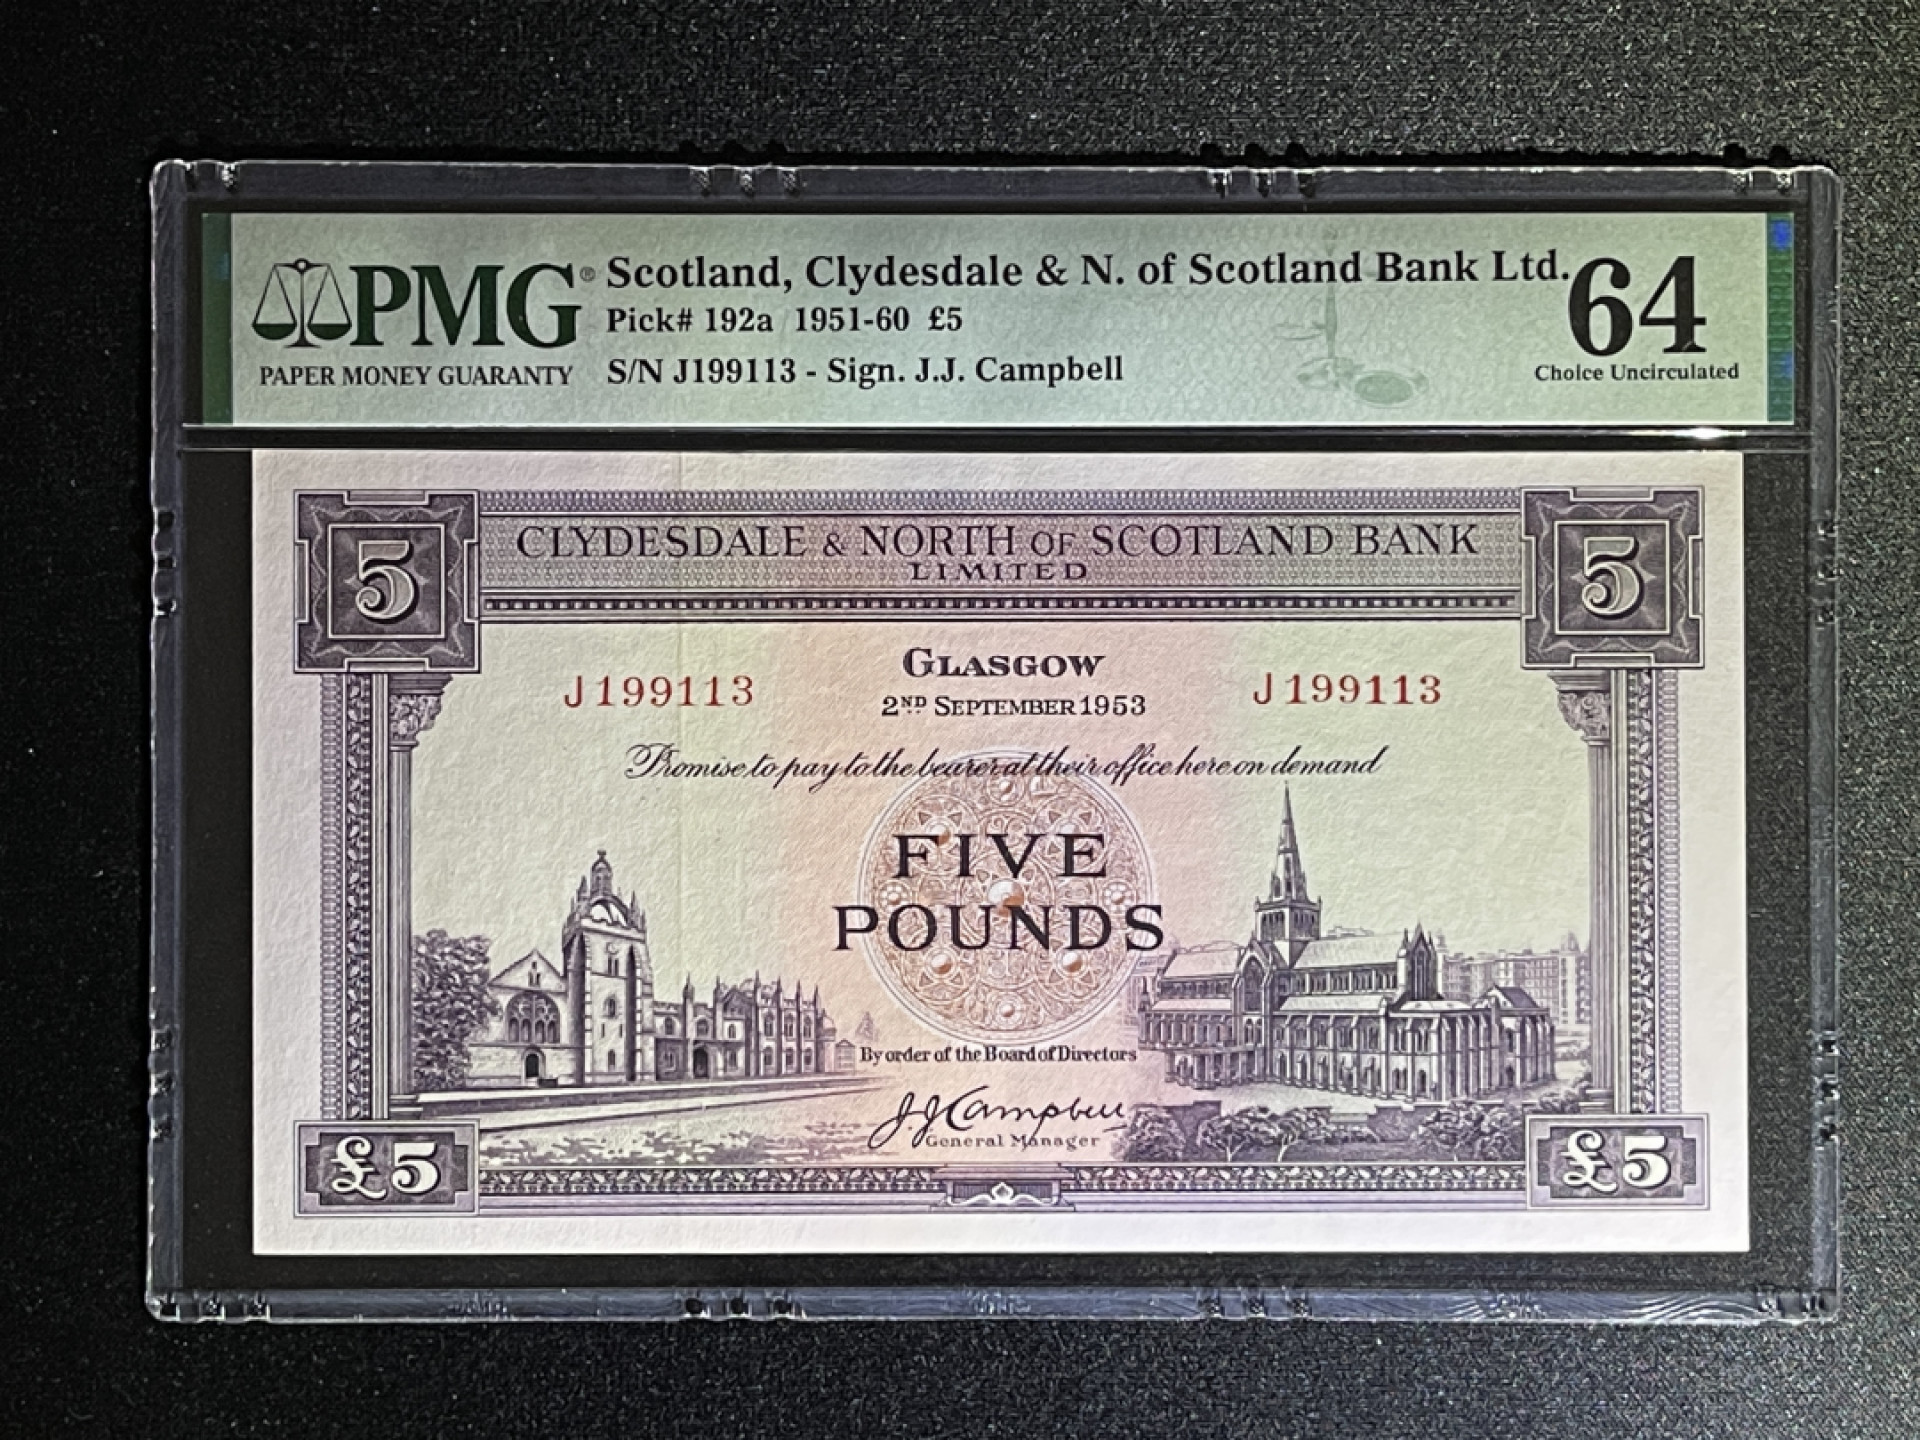 PMG®
PAPER MONEY GUARANTY
Scotland, Clydesdale & N. of Scotland Bank Ltd.
Pick# 192a 1951-60 £5
S/N J199113 - Sign. J.J. Campbell
64
Choice Uncirculated
5
5
CLYDESDALE & NORTH OF SCOTLAND BANK
LIMITED
GLASGOW
J199113
J199113
2ND SEPTEMBER 1953
Promise to pay to the bearer at their office here on demand
FIVE
POUNDS
By order of the Board of Directors
J.J. Campbell
General Manager
£5
£5